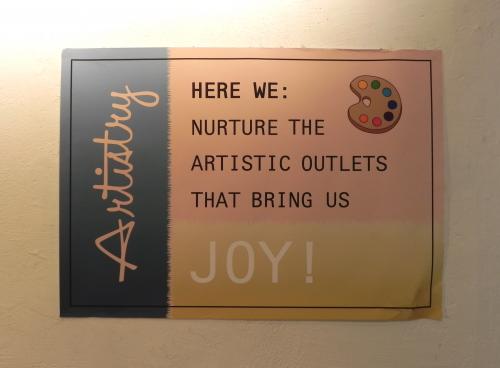 Artistry
HERE WE:
NURTURE THE
ARTISTIC OUTLETS
THAT BRING US
JOY!